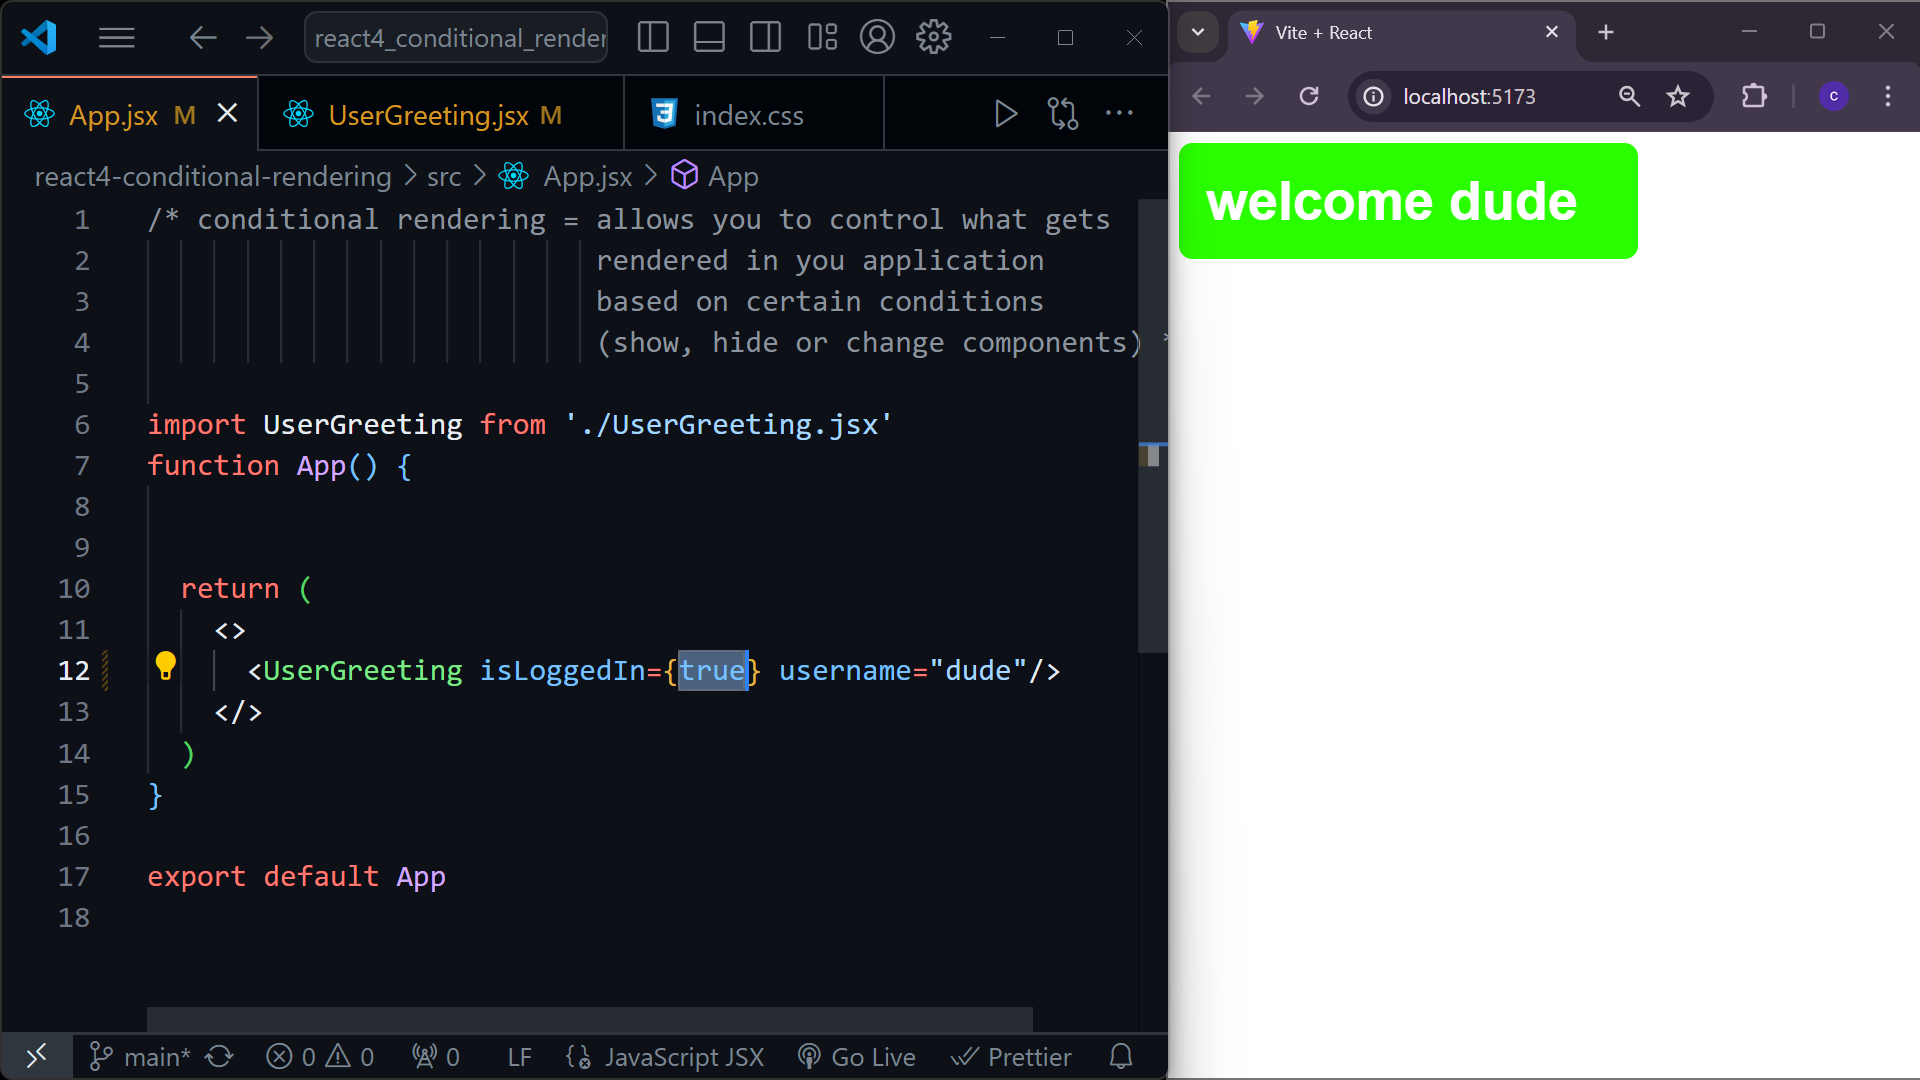 react4_conditional_render
App.jsx M
UserGreeting.jsx M
index.css
react4-conditional-rendering > src > App.jsx > App
1 /* conditional rendering = allows you to control what gets
2 rendered in you application
3 based on certain conditions
4 (show, hide or change components)
5
6 import UserGreeting from './UserGreeting.jsx'
7 function App() {
8
9
10 return (
11 <>
12 <UserGreeting isLoggedIn={true} username="dude"/>
13 </>
14 )
15 }
16
17 export default App
18
main* 0 0 0 LF JavaScript JSX Go Live Prettier
Vite + React
localhost:5173
C
welcome dude